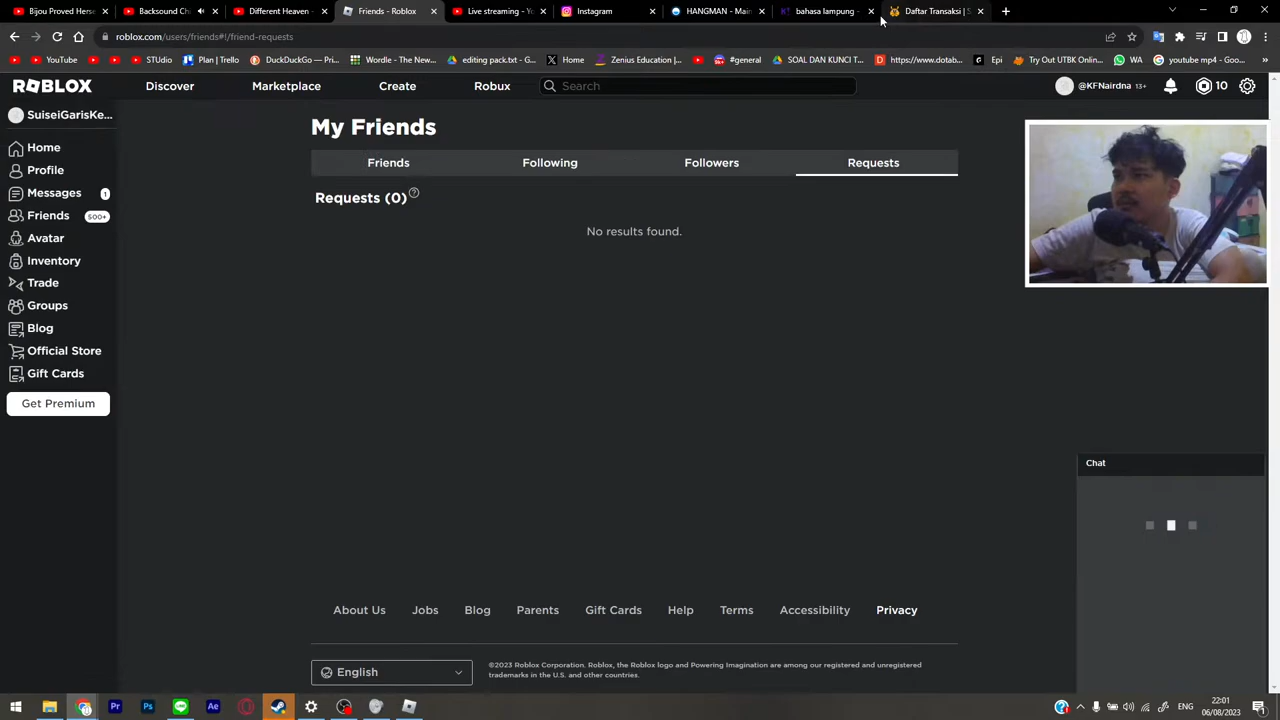 Bijou Proved Herse
Backsound Ch
Different Heaven -
Friends - Roblox
Live streaming - Yo
Instagram
HANGMAN - Main
bahasa lampung -
Daftar Transaksi | S
roblox.com/users/friends#!/friend-requests
YouTube
STUdio
Plan | Trello
DuckDuckGo — Pri...
Wordle - The New...
editing pack.txt - G...
Zenius Education |...
#general
SOAL DAN KUNCI T...
https://www.dotab...
Epi
Try Out UTBK Onlin...
WA
youtube mp4 - Goo...
»
ROBLOX
Discover
Marketplace
Create
Robux
Search
@KFNairdna 13+
10
SuiseiGarisKe...
Home
Profile
Messages
1
Friends
500+
Avatar
Inventory
Trade
Groups
Blog
Official Store
Gift Cards
Get Premium
My Friends
Friends
Following
Followers
Requests
Requests (0)
No results found.
Chat
About Us
Jobs
Blog
Parents
Gift Cards
Help
Terms
Accessibility
Privacy
English
©2023 Roblox Corporation. Roblox, the Roblox logo and Powering Imagination are among our registered and unregistered
trademarks in the U.S. and other countries.
ENG
22:01
06/08/2023